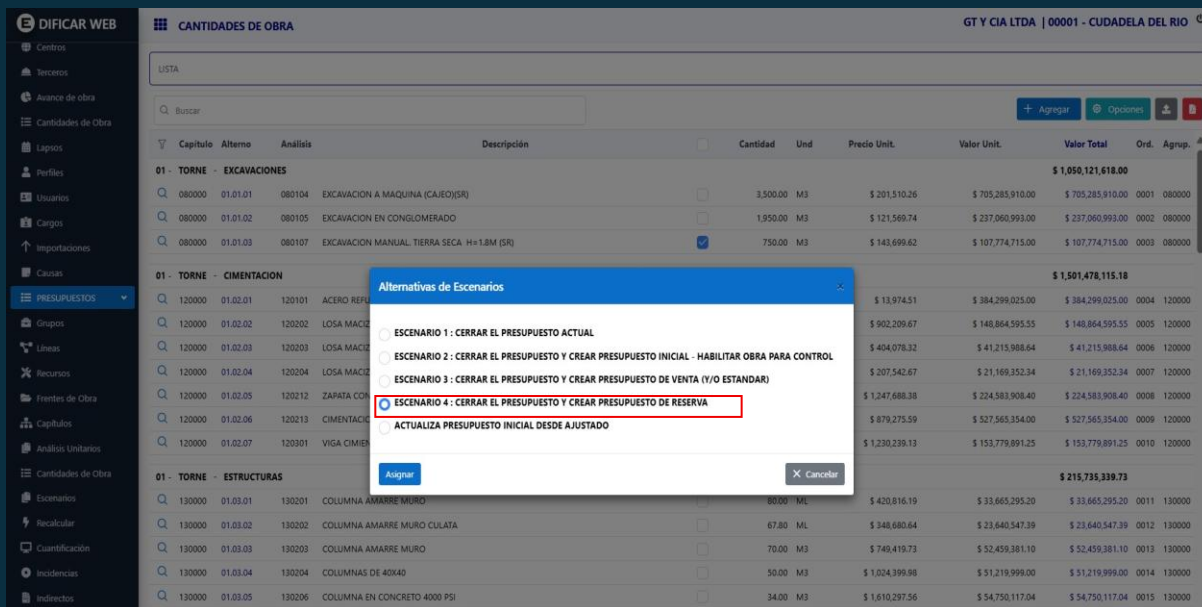 E DIFICAR WEB
CANTIDADES DE OBRA
GT Y CIA LTDA | 00001 - CUDADELA DEL RIO
Centros
Terceros
Avance de obra
Cantidades de Obra
Lapsos
Perfiles
Usuarios
Cargos
Importaciones
Causas
PRESUPUESTOS
Grupos
Líneas
Recursos
Frentes de Obra
Capítulos
Análisis Unitarios
Cantidades de Obra
Escenarios
Recalcular
Cuantificación
Incidencias
Indirectos
LISTA
Buscar
+ Agregar
Opciones
Capítulo Alterno Análisis Descripción Cantidad Und Precio Unit. Valor Unit. Valor Total Ord. Agrup.
01 - TORNE - EXCAVACIONES $ 1,050,121,618.00
080000 01.01.01 080104 EXCAVACION A MAQUINA (CAJEO)(SR) 3,500.00 M3 $ 201,510.26 $ 705,285,910.00 $ 705,285,910.00 0001 080000
080000 01.01.02 080105 EXCAVACION EN CONGLOMERADO 1,950.00 M3 $ 121,569.74 $ 237,060,993.00 $ 237,060,993.00 0002 080000
080000 01.01.03 080107 EXCAVACION MANUAL. TIERRA SECA H=1.8M (SR) 750.00 M3 $ 143,699.62 $ 107,774,715.00 $ 107,774,715.00 0003 080000
01 - TORNE - CIMENTACION $ 1,501,478,115.18
120000 01.02.01 120101 ACERO REFU $ 13,974.51 $ 384,299,025.00 $ 384,299,025.00 0004 120000
120000 01.02.02 120202 LOSA MACIZ $ 902,209.67 $ 148,864,595.55 $ 148,864,595.55 0005 120000
120000 01.02.03 120203 LOSA MACIZ $ 404,078.32 $ 41,215,988.64 $ 41,215,988.64 0006 120000
120000 01.02.04 120204 LOSA MACIZ $ 207,542.67 $ 21,169,352.34 $ 21,169,352.34 0007 120000
120000 01.02.05 120212 ZAPATA CON $ 1,247,688.38 $ 224,583,908.40 $ 224,583,908.40 0008 120000
120000 01.02.06 120213 CIMENTACIC $ 879,275.59 $ 527,565,354.00 $ 527,565,354.00 0009 120000
120000 01.02.07 120301 VIGA CIMIEN $ 1,230,239.13 $ 153,779,891.25 $ 153,779,891.25 0010 120000
01 - TORNE - ESTRUCTURAS $ 215,735,339.73
130000 01.03.01 130201 COLUMNA AMARRE MURO 80.00 ML $ 420,816.19 $ 33,665,295.20 $ 33,665,295.20 0011 130000
130000 01.03.02 130202 COLUMNA AMARRE MURO CULATA 67.80 ML $ 348,680.64 $ 23,640,547.39 $ 23,640,547.39 0012 130000
130000 01.03.03 130203 COLUMNA AMARRE MURO 70.00 M3 $ 749,419.73 $ 52,459,381.10 $ 52,459,381.10 0013 130000
130000 01.03.04 130204 COLUMNAS DE 40X40 50.00 M3 $ 1,024,399.98 $ 51,219,999.00 $ 51,219,999.00 0014 130000
130000 01.03.05 130206 COLUMNA EN CONCRETO 4000 PSI 34.00 M3 $ 1,610,297.56 $ 54,750,117.04 $ 54,750,117.04 0015 130000
Alternativas de Escenarios
ESCENARIO 1 : CERRAR EL PRESUPUESTO ACTUAL
ESCENARIO 2 : CERRAR EL PRESUPUESTO Y CREAR PRESUPUESTO INICIAL - HABILITAR OBRA PARA CONTROL
ESCENARIO 3 : CERRAR EL PRESUPUESTO Y CREAR PRESUPUESTO DE VENTA (Y/O ESTANDAR)
ESCENARIO 4 : CERRAR EL PRESUPUESTO Y CREAR PRESUPUESTO DE RESERVA
ACTUALIZA PRESUPUESTO INICIAL DESDE AJUSTADO
Asignar
X Cancelar